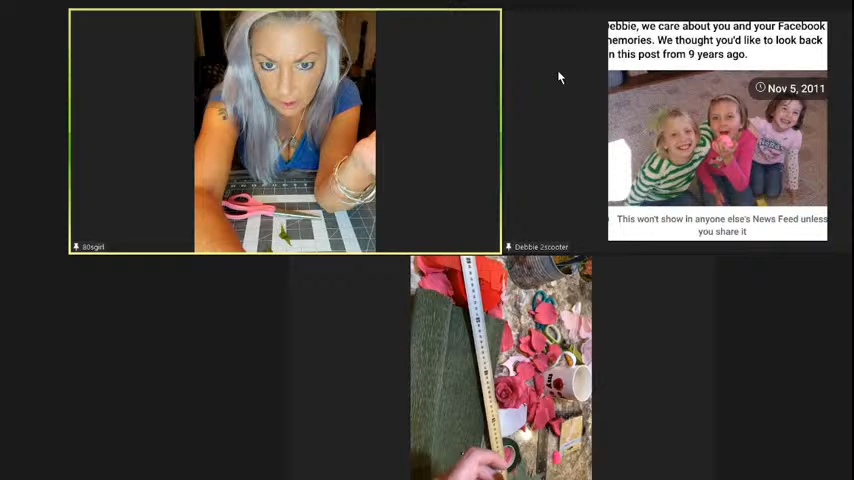 80sgirl
Debbie 2scooter
Debbie, we care about you and your Facebook
memories. We thought you'd like to look back
on this post from 9 years ago.
Nov 5, 2011
This won't show in anyone else's News Feed unless
you share it